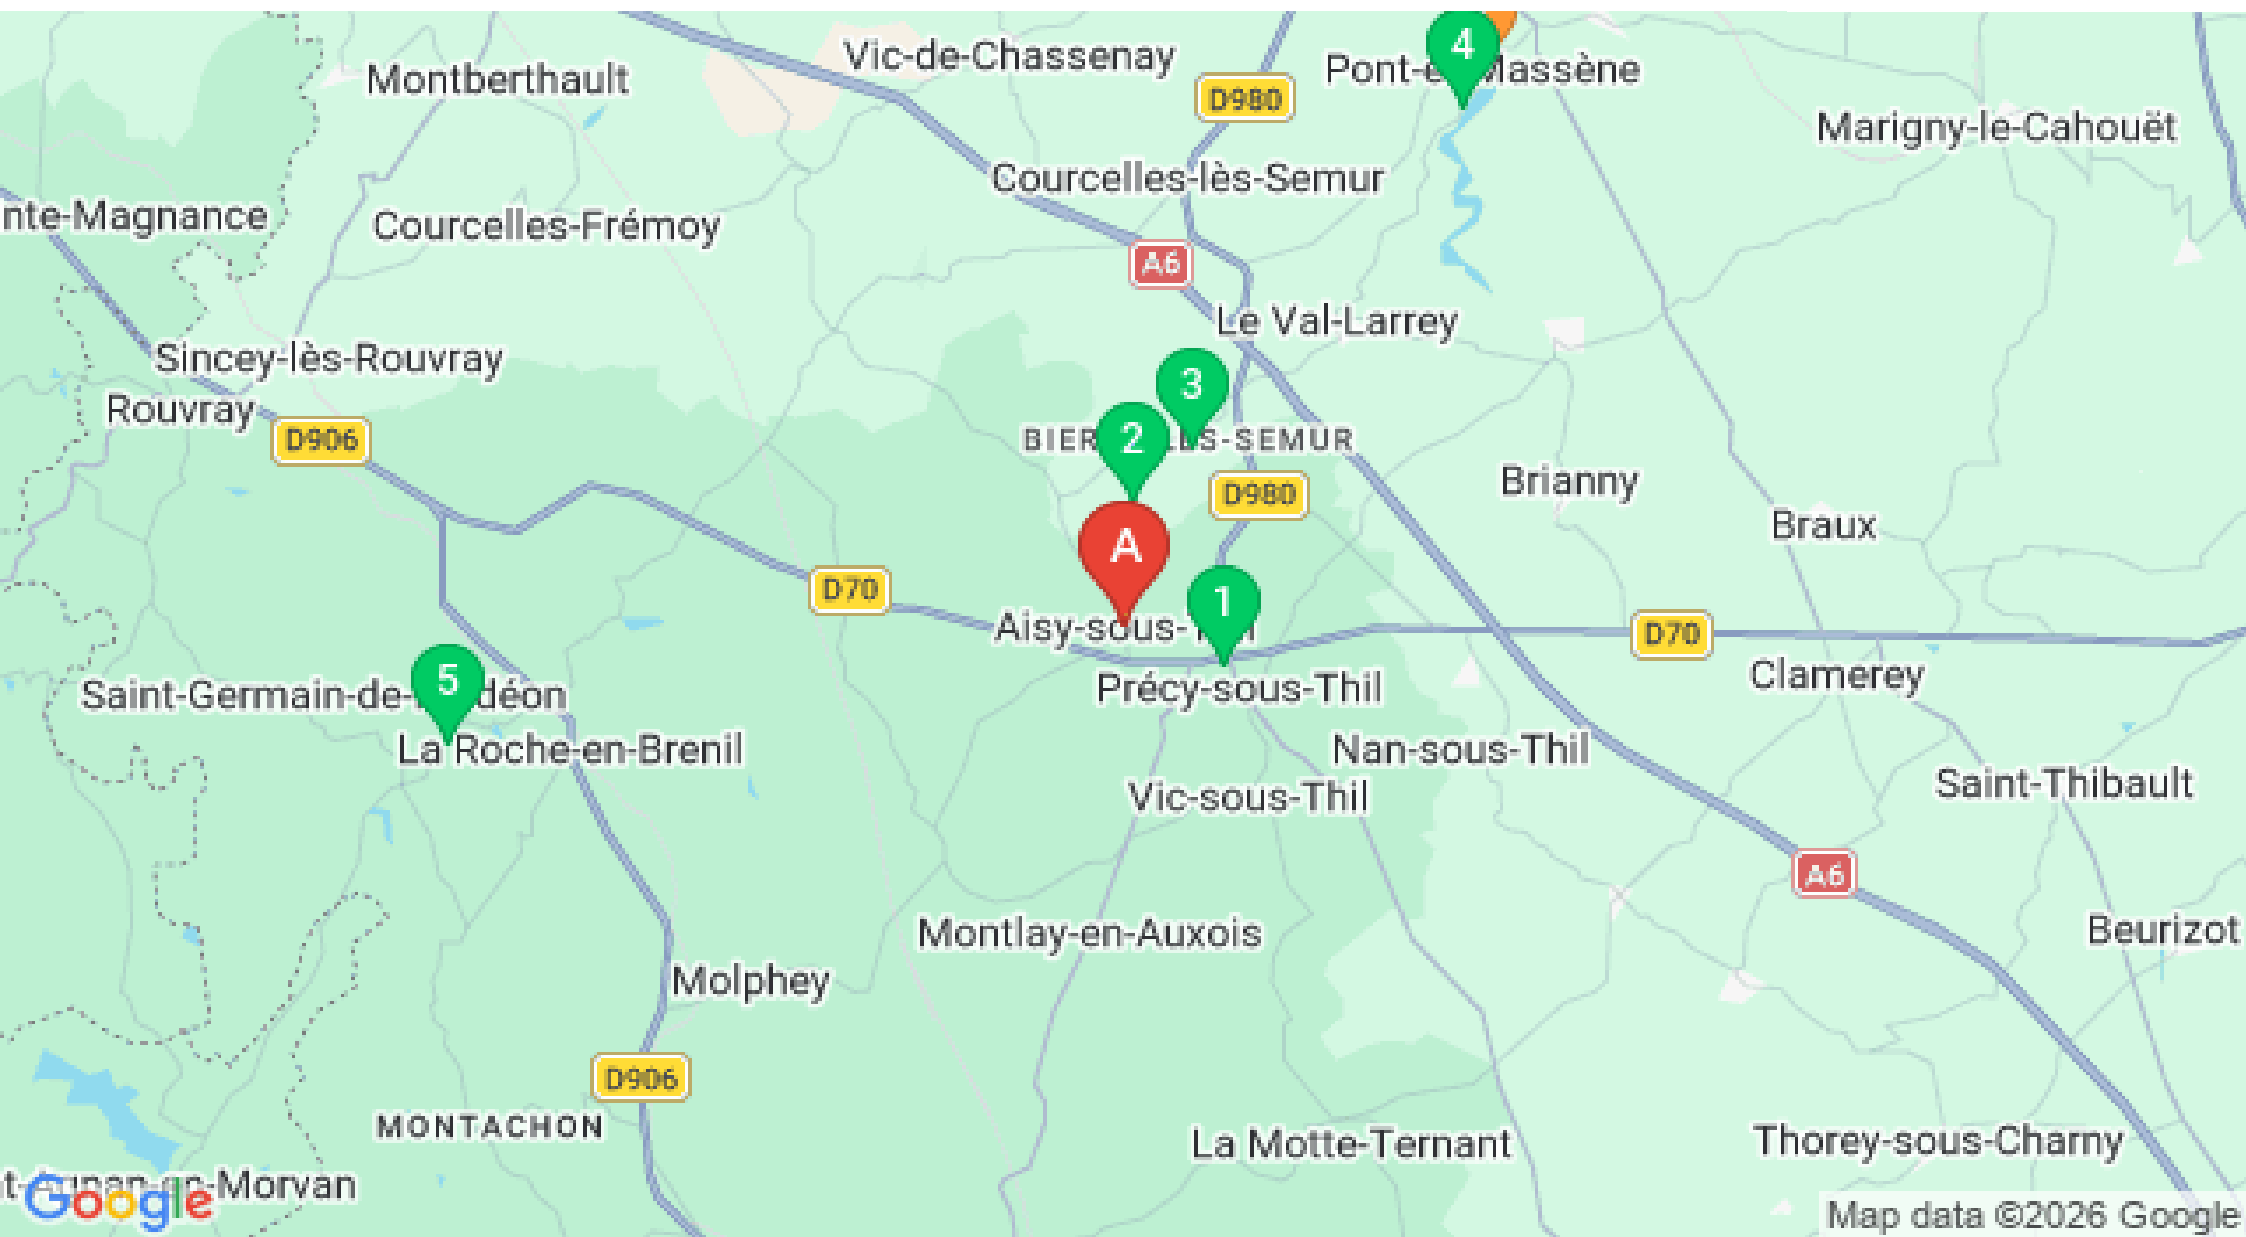 Vic-de-Chassenay
4
Pont-e Massène
Montberthault
D980
Marigny-le-Cahouët
Courcelles-lès-Semur
nte-Magnance
Courcelles-Frémoy
A6
Le Val-Larrey
Sincey-lès-Rouvray
3
Rouvray
D906
BIER LÈS-SEMUR
2
Brianny
D980
Braux
A
D70
1
Aisy-sous-
D70
Précy-sous-Thil
Clamerey
Saint-Germain-de- déon
5
La Roche-en-Brenil
Nan-sous-Thil
Saint-Thibault
Vic-sous-Thil
A6
Montlay-en-Auxois
Beurizot
Molphey
D906
MONTACHON
La Motte-Ternant
Thorey-sous-Charny
-Morvan
Google
Map data ©2026 Google